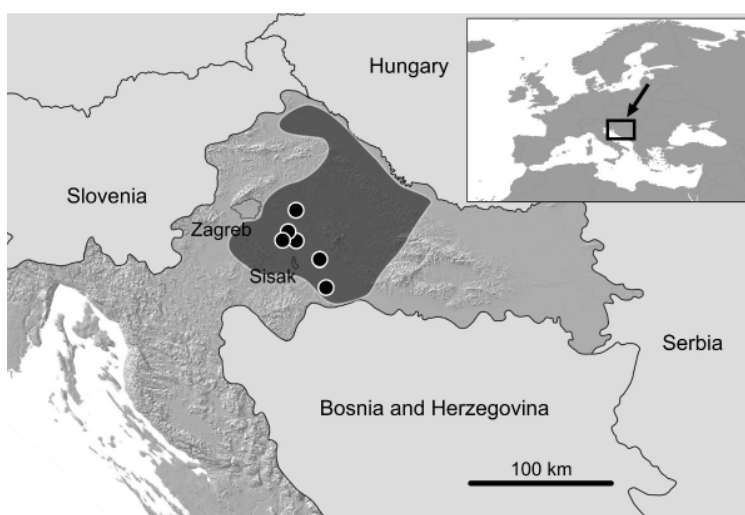 Hungary
Slovenia
Zagreb
Sisak
Serbia
Bosnia and Herzegovina
100 km